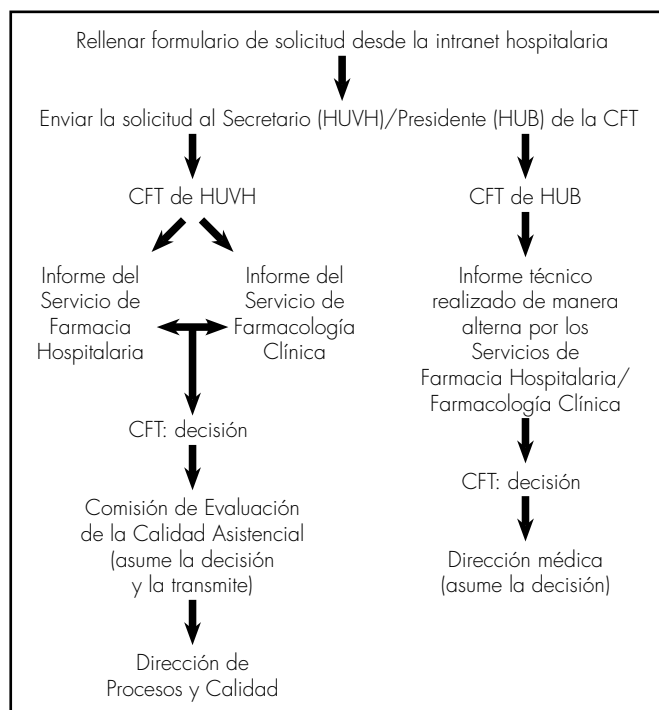 Rellenar formulario de solicitud desde la intranet hospitalaria
Enviar la solicitud al Secretario (HUVH)/Presidente (HUB) de la CFT
CFT de HUVH
Informe del
Servicio de
Farmacia
Hospitalaria
Informe del
Servicio de
Farmacología
Clínica
CFT: decisión
Comisión de Evaluación
de la Calidad Asistencial
(asume la decisión
y la transmite)
Dirección de
Procesos y Calidad
CFT de HUB
Informe técnico
realizado de manera
alterna por los
Servicios de
Farmacia Hospitalaria/
Farmacología Clínica
CFT: decisión
Dirección médica
(asume la decisión)